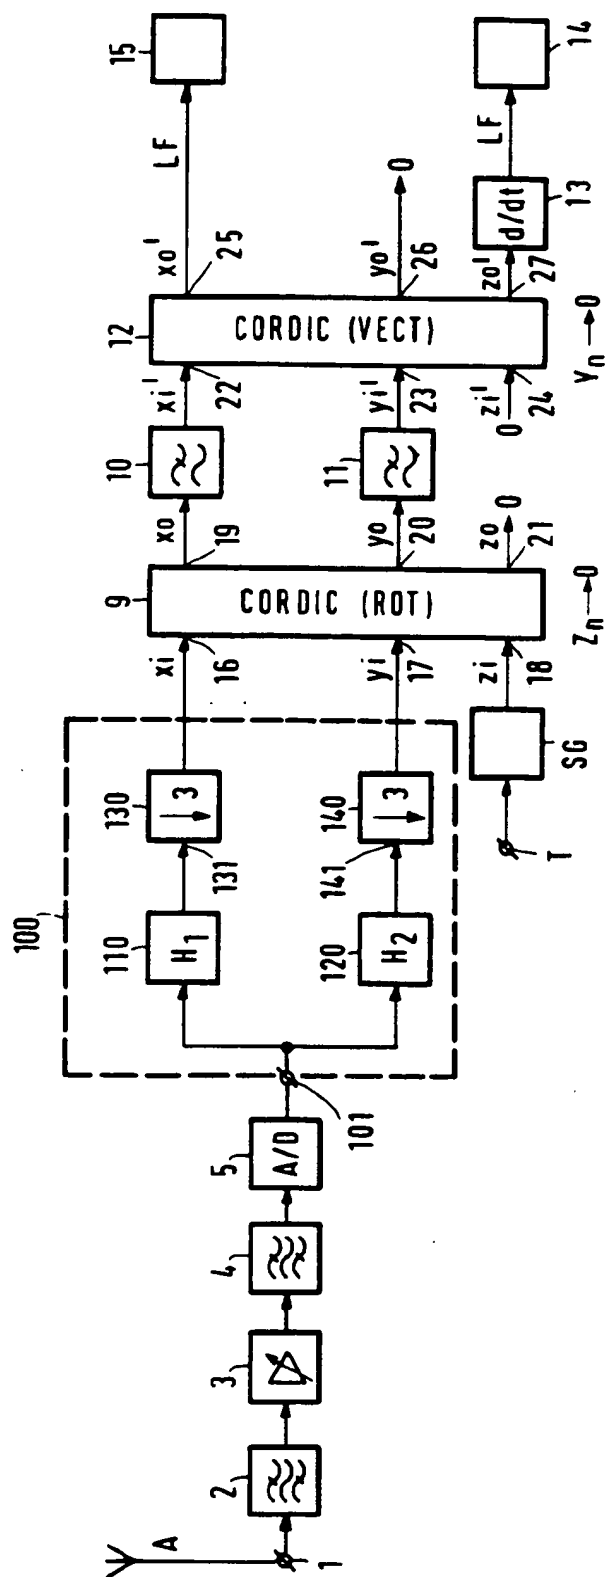 A
1
2
3
4
5
A/D
101
100
110
H1
120
H2
130
3
131
140
3
141
T
SG
xi
16
yi
17
zi
18
9
CORDIC (ROT)
Zn → 0
xo
19
yo
20
zo
21
0
10
11
xi'
22
yi'
23
zi'
24
0
12
CORDIC (VECT)
Yn → 0
xo'
25
yo'
26
0
zo'
27
d/dt
13
LF
15
LF
14